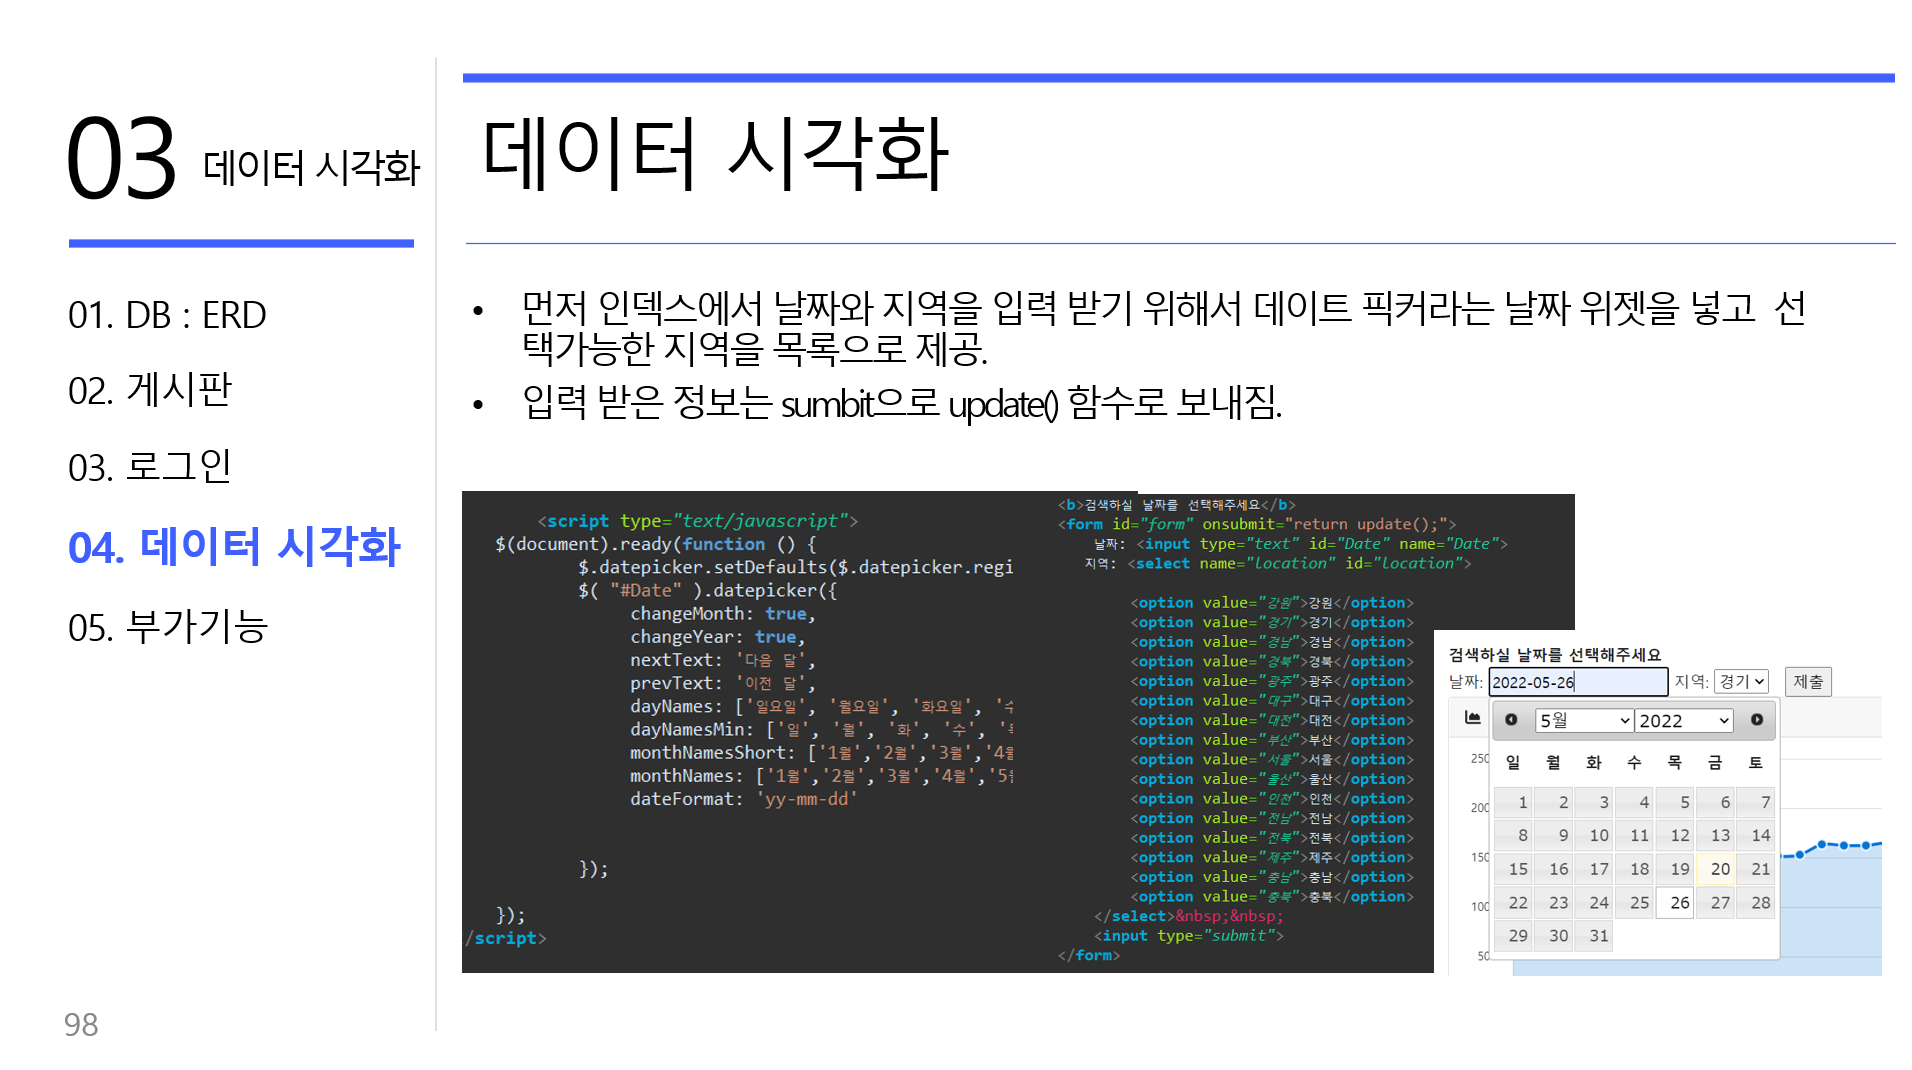 03 데이터 시각화
01. DB : ERD
02. 게시판
03. 로그인
04. 데이터 시각화
05. 부가기능
98
데이터 시각화
• 먼저 인덱스에서 날짜와 지역을 입력 받기 위해서 데이트 픽커라는 날짜 위젯을 넣고 선
택가능한 지역을 목록으로 제공.
• 입력 받은 정보는 sumbit으로 update() 함수로 보내짐.
<script type="text/javascript">
$(document).ready(function () {
$.datepicker.setDefaults($.datepicker.regi
$( "#Date" ).datepicker({
changeMonth: true,
changeYear: true,
nextText: '다음 달',
prevText: '이전 달',
dayNames: ['일요일', '월요일', '화요일', '수
dayNamesMin: ['일', '월', '화', '수', '
monthNamesShort: ['1월','2월','3월','4월
monthNames: ['1월','2월','3월','4월','5월
dateFormat: 'yy-mm-dd'
});
});
/script>
<b>검색하실 날짜를 선택해주세요</b>
<form id="form" onsubmit="return update();">
날짜: <input type="text" id="Date" name="Date">
지역: <select name="location" id="location">
<option value="강원">강원</option>
<option value="경기">경기</option>
<option value="경남">경남</option>
<option value="경북">경북</option>
<option value="광주">광주</option>
<option value="대구">대구</option>
<option value="대전">대전</option>
<option value="부산">부산</option>
<option value="서울">서울</option>
<option value="울산">울산</option>
<option value="인천">인천</option>
<option value="전남">전남</option>
<option value="전북">전북</option>
<option value="제주">제주</option>
<option value="충남">충남</option>
<option value="충북">충북</option>
</select>&nbsp;&nbsp;
<input type="submit">
</form>
검색하실 날짜를 선택해주세요
날짜: 2022-05-26 지역: 경기 제출
5월 2022
일 월 화 수 목 금 토
1 2 3 4 5 6 7
8 9 10 11 12 13 14
15 16 17 18 19 20 21
22 23 24 25 26 27 28
29 30 31
250
200
150
100
50